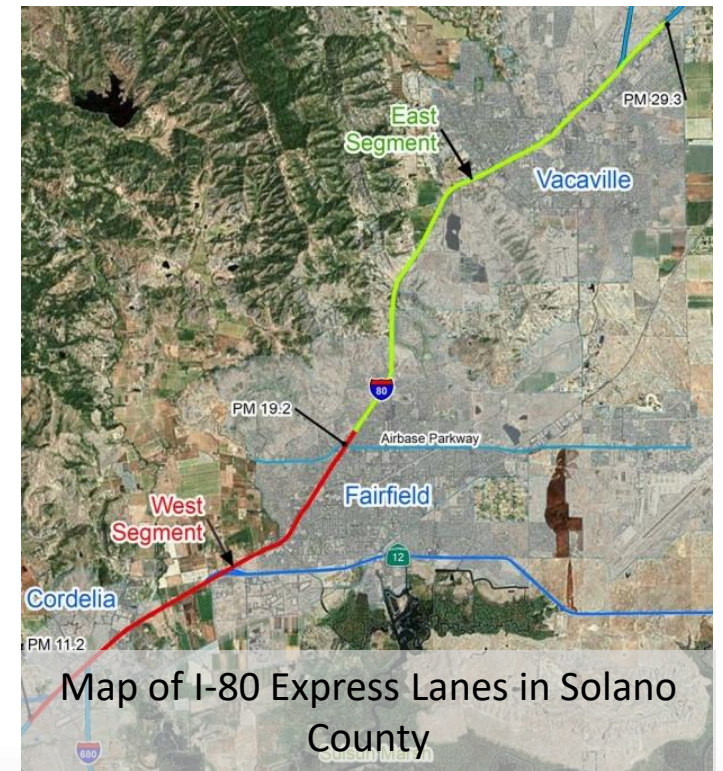 PM 29.3
East
Segment
Vacaville
80
PM 19.2
Airbase Parkway
Fairfield
West
Segment
12
Cordelia
PM 11.2
Map of I-80 Express Lanes in Solano
County
680